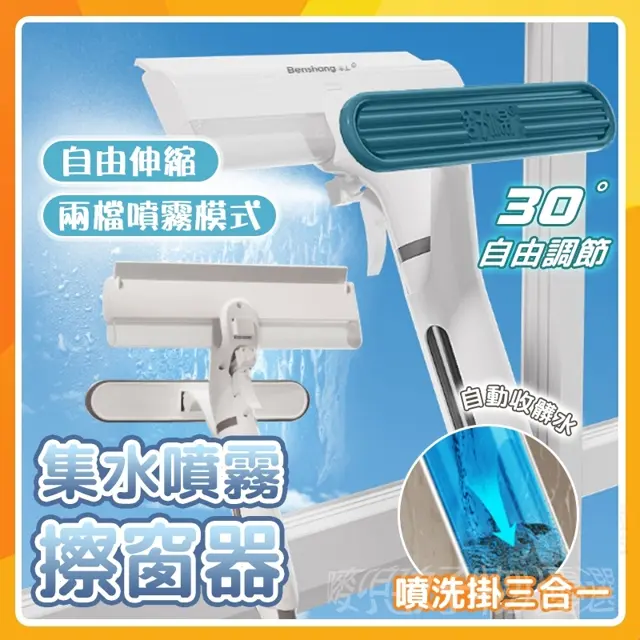 Benshang
自由伸縮
兩檔噴霧模式
30°
自由調節
自動收髒水
集水噴霧
擦窗器
噴洗掛三合一